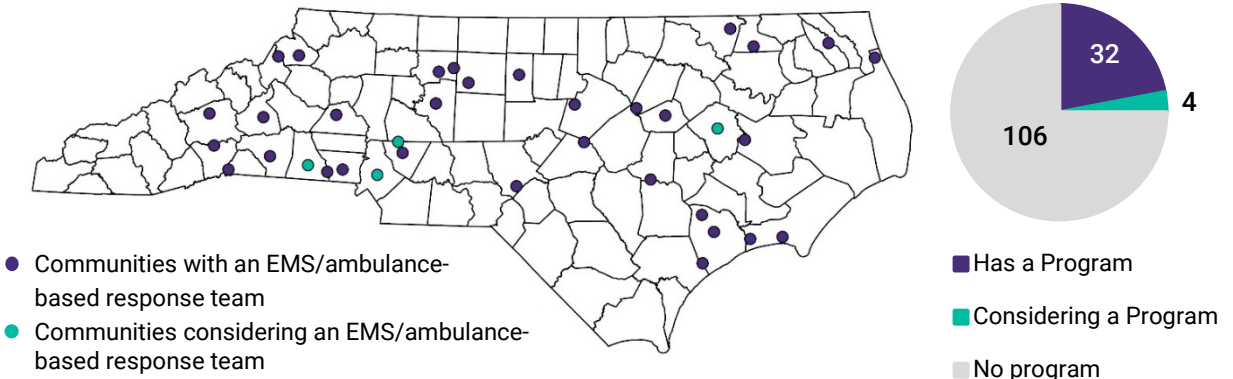 32
4
106
Communities with an EMS/ambulance-
based response team
Communities considering an EMS/ambulance-
based response team
Has a Program
Considering a Program
No program